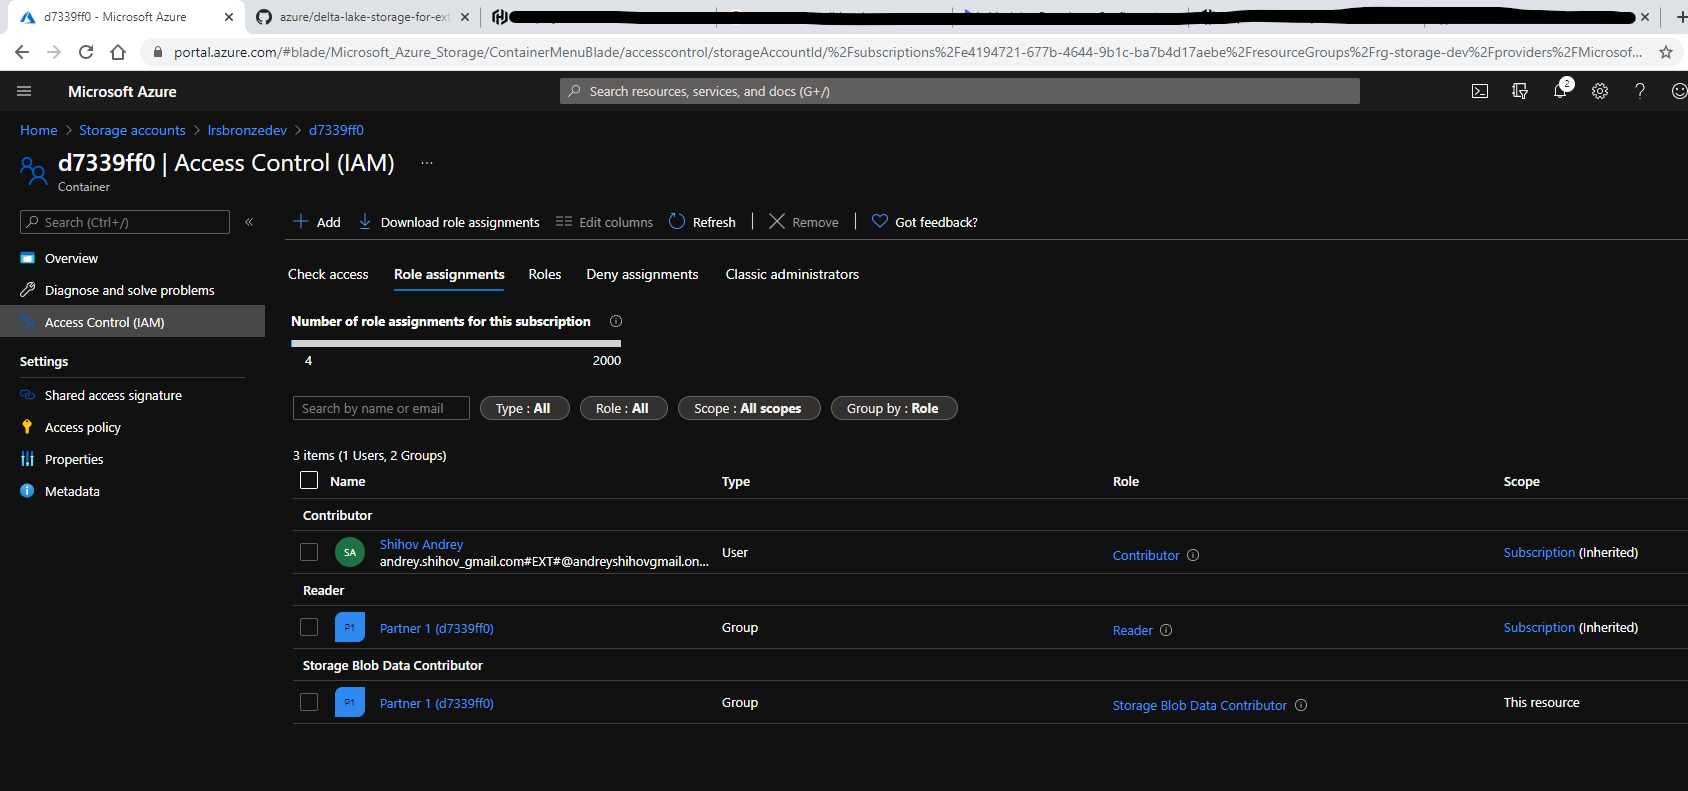 d7339ff0 - Microsoft Azure
azure/delta-lake-storage-for-ext
portal.azure.com/#blade/Microsoft_Azure_Storage/ContainerMenuBlade/accesscontrol/storageAccountId/%2Fsubscriptions%2Fe4194721-677b-4644-9b1c-ba7b4d17aebe%2FresourceGroups%2Frg-storage-dev%2Fproviders%2FMicrosof...
Microsoft Azure
Search resources, services, and docs (G+/)
2
Home > Storage accounts > lrsbronzedev > d7339ff0
d7339ff0 | Access Control (IAM) ...
Container
Search (Ctrl+/)
«
Add
Download role assignments
Edit columns
Refresh
Remove
Got feedback?
Overview
Diagnose and solve problems
Access Control (IAM)
Settings
Shared access signature
Access policy
Properties
Metadata
Check access
Role assignments
Roles
Deny assignments
Classic administrators
Number of role assignments for this subscription
4
2000
Search by name or email
Type : All
Role : All
Scope : All scopes
Group by : Role
3 items (1 Users, 2 Groups)
Name Type Role Scope
Contributor
SA
Shihov Andrey
andrey.shihov_gmail.com#EXT#@andreyshihovgmail.on...
User
Contributor
Subscription (Inherited)
Reader
P1
Partner 1 (d7339ff0)
Group
Reader
Subscription (Inherited)
Storage Blob Data Contributor
P1
Partner 1 (d7339ff0)
Group
Storage Blob Data Contributor
This resource